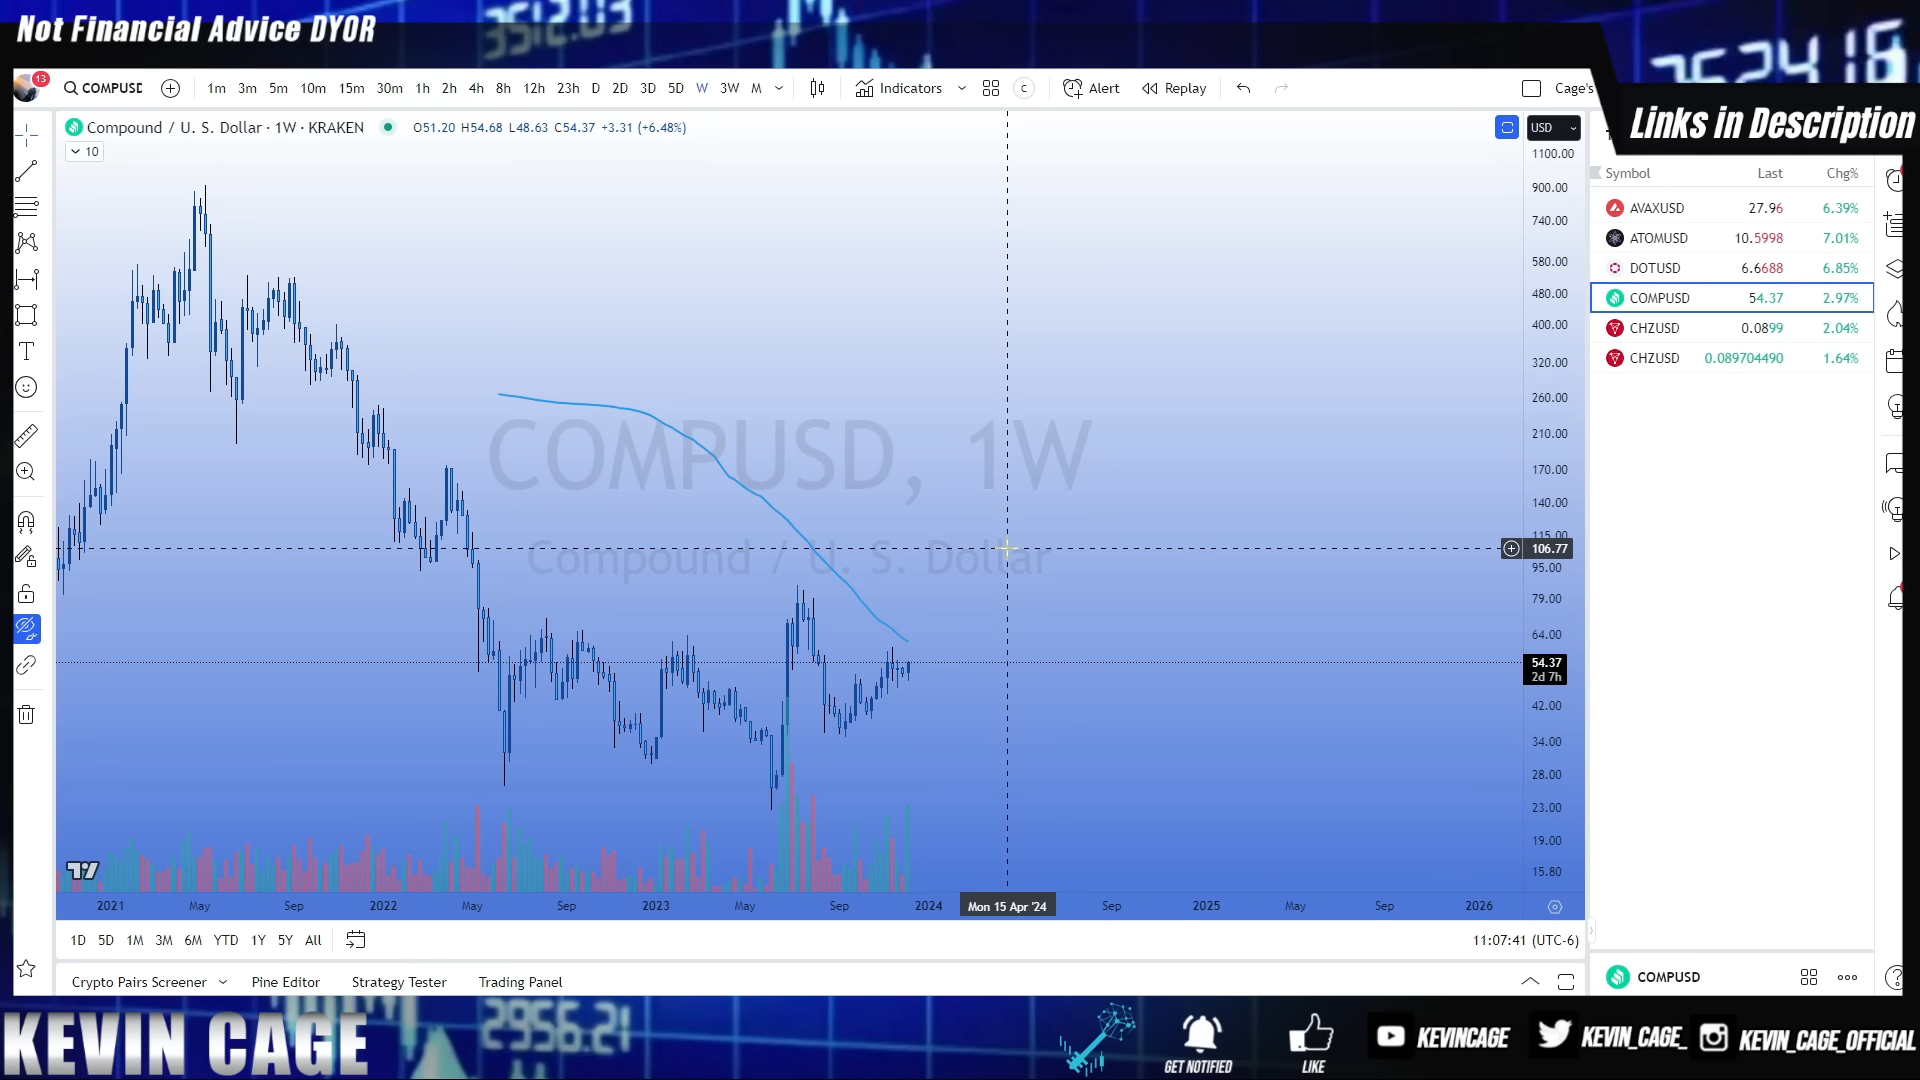 Not Financial Advice DYOR
3512.03
7524.16
13
COMPUSD
1m 3m 5m 10m 15m 30m 1h 2h 4h 8h 12h 23h D 2D 3D 5D W 3W M
Indicators
C
Alert
Replay
Cage's
Links in Description
Compound / U. S. Dollar · 1W · KRAKEN
O51.20 H54.68 L48.63 C54.37 +3.31 (+6.48%)
USD
10
1100.00
900.00
740.00
580.00
480.00
400.00
320.00
260.00
210.00
170.00
140.00
115.00
106.77
95.00
79.00
64.00
54.37
2d 7h
42.00
34.00
28.00
23.00
19.00
15.80
COMPUSD, 1W
Compound / U. S. Dollar
Symbol Last Chg%
AVAXUSD 27.96 6.39%
ATOMUSD 10.5998 7.01%
DOTUSD 6.6688 6.85%
COMPUSD 54.37 2.97%
CHZUSD 0.0899 2.04%
CHZUSD 0.089704490 1.64%
2021 May Sep 2022 May Sep 2023 May Sep 2024 Mon 15 Apr '24 Sep 2025 May Sep 2026
1D 5D 1M 3M 6M YTD 1Y 5Y All
11:07:41 (UTC-6)
Crypto Pairs Screener Pine Editor Strategy Tester Trading Panel
COMPUSD
KEVIN CAGE
2956.21
GET NOTIFIED
LIKE
KEVINCAGE
KEVIN_CAGE_
KEVIN_CAGE_OFFICIAL